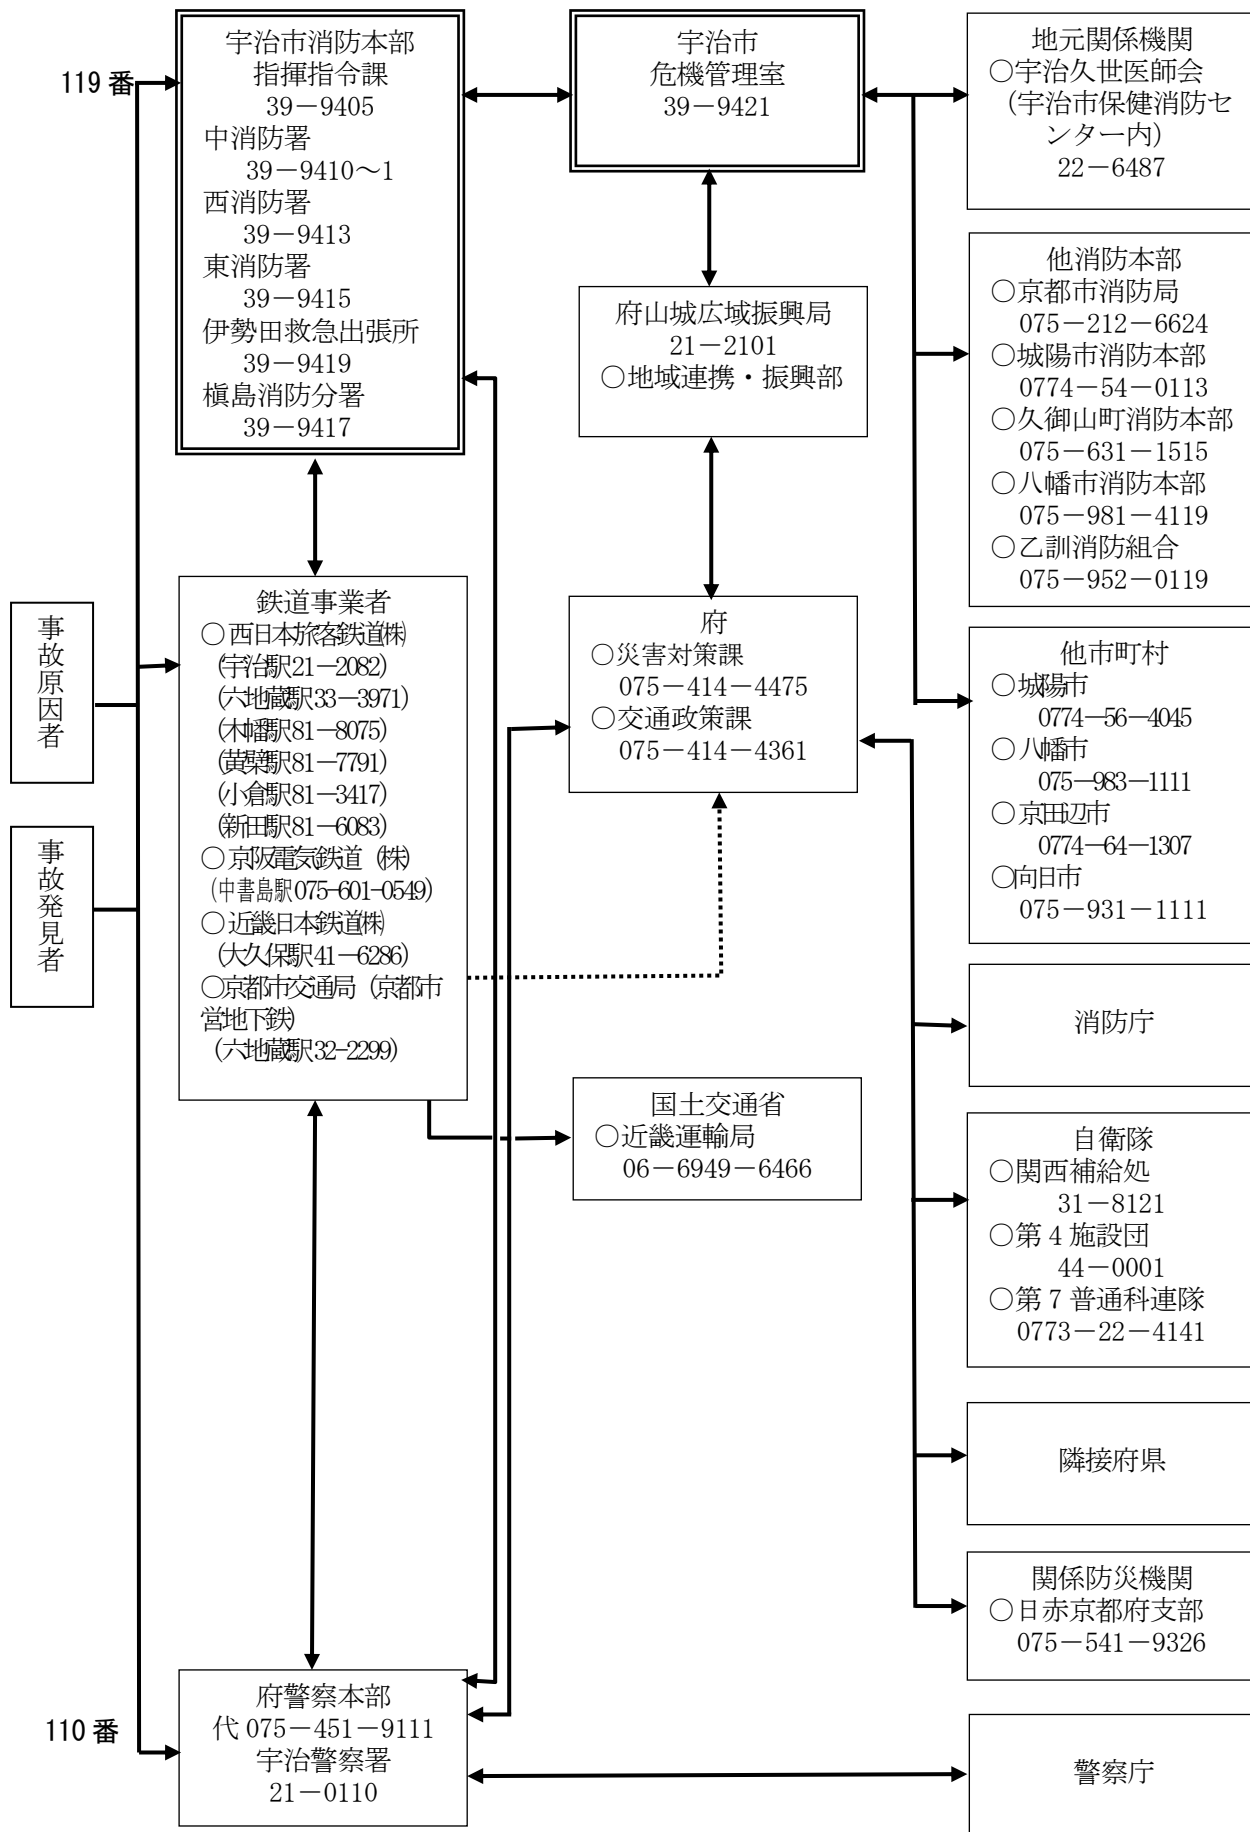 119 番
宇治市消防本部
指揮指令課
39－9405
中消防署
39－9410～1
西消防署
39－9413
東消防署
39－9415
伊勢田救急出張所
39－9419
槇島消防分署
39－9417
宇治市
危機管理室
39－9421
地元関係機関
○宇治久世医師会
（宇治市保健消防セ
ンター内）
22－6487
他消防本部
○京都市消防局
075－212－6624
○城陽市消防本部
0774－54－0113
○久御山町消防本部
075－631－1515
○八幡市消防本部
075－981－4119
○乙訓消防組合
075－952－0119
府山城広域振興局
21－2101
○地域連携・振興部
事故原因者
事故発見者
鉄道事業者
○西日本旅客鉄道㈱
（宇治駅21－2082）
（六地蔵駅33－3971）
（木幡駅81－8075）
（黄檗駅81－7791）
（小倉駅81－3417）
（新田駅81－6083）
○京阪電気鉄道（株）
（中書島駅075-601-0549）
○近畿日本鉄道㈱
（大久保駅41－6286）
○京都市交通局（京都市
営地下鉄）
（六地蔵駅32-2299）
府
○災害対策課
075－414－4475
○交通政策課
075－414－4361
他市町村
○城陽市
0774－56－4045
○八幡市
075－983－1111
○京田辺市
0774－64－1307
○向日市
075－931－1111
消防庁
国土交通省
○近畿運輸局
06－6949－6466
自衛隊
○関西補給処
31－8121
○第 4 施設団
44－0001
○第 7 普通科連隊
0773－22－4141
隣接府県
関係防災機関
○日赤京都府支部
075－541－9326
110 番
府警察本部
代 075－451－9111
宇治警察署
21－0110
警察庁